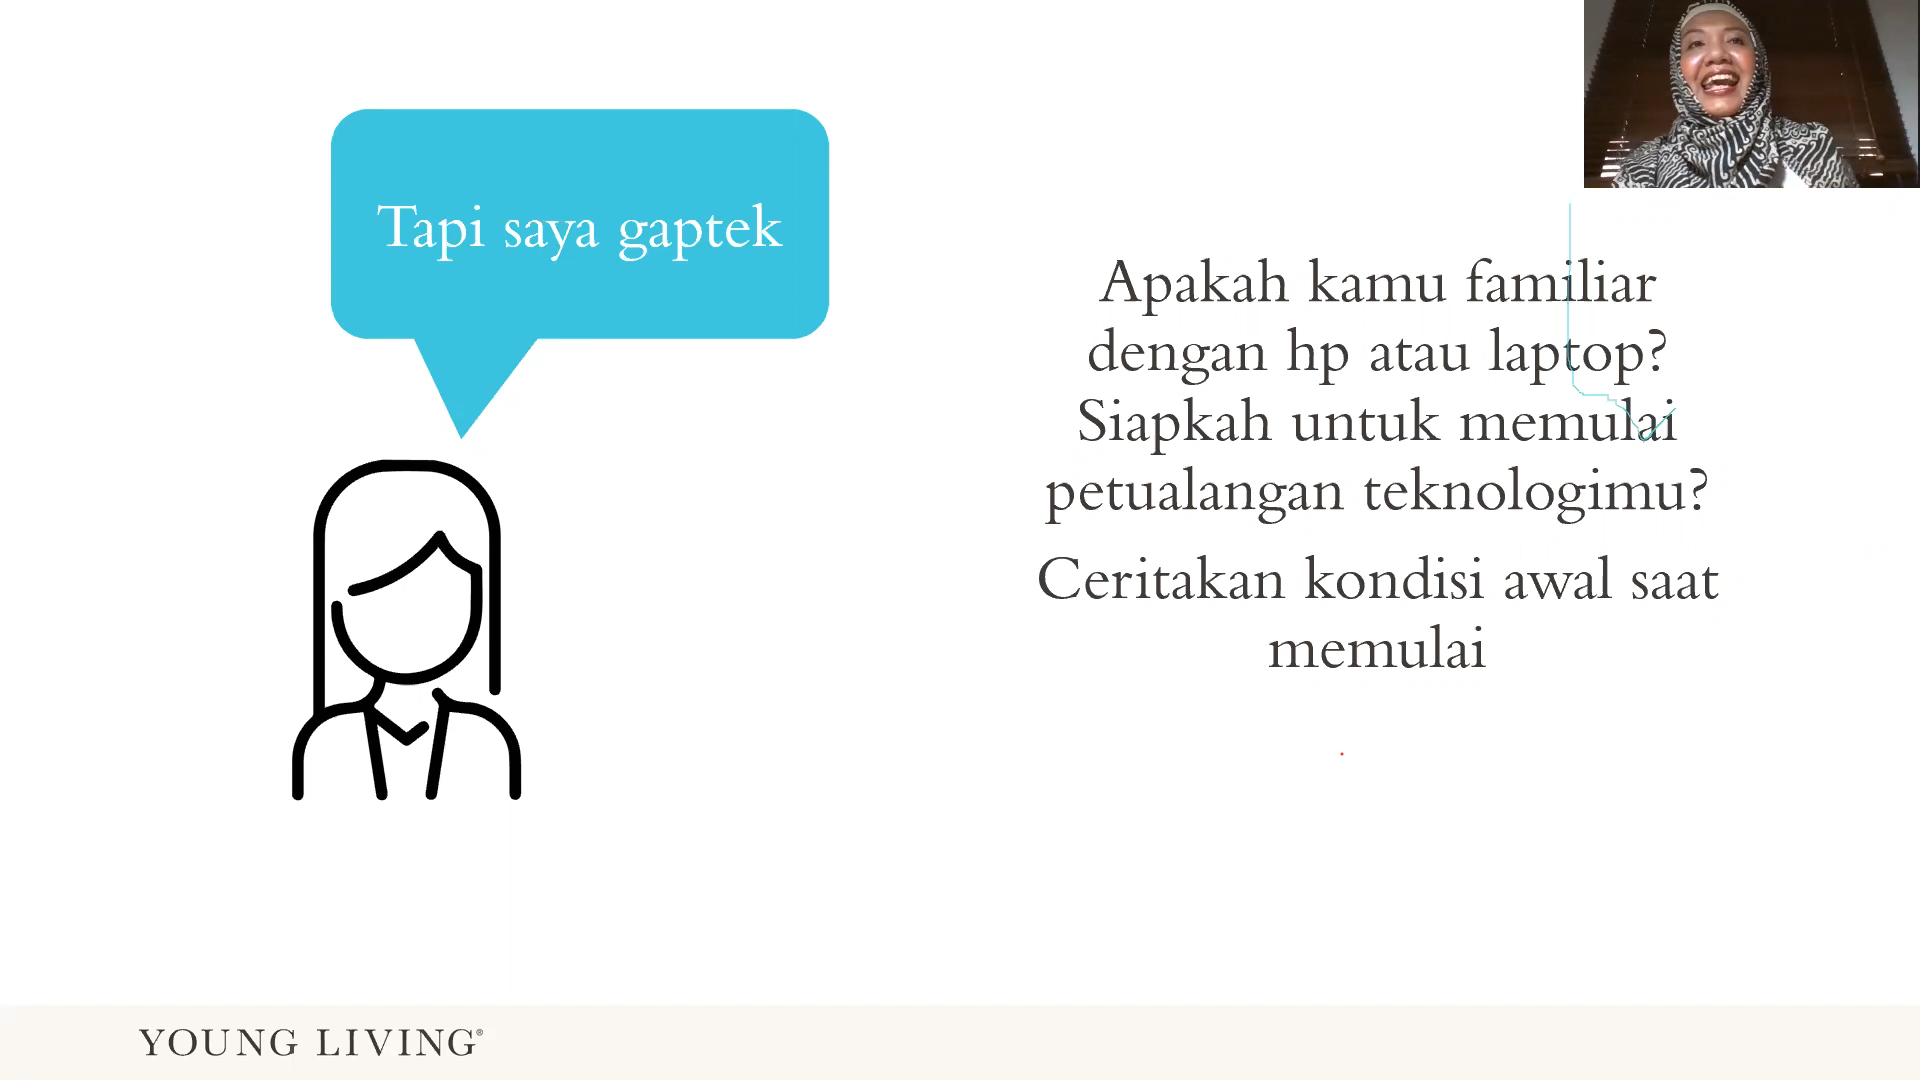 Tapi saya gaptek
Apakah kamu familiar
dengan hp atau laptop?
Siapkah untuk memulai
petualangan teknologimu?
Ceritakan kondisi awal saat
memulai
YOUNG LIVING®